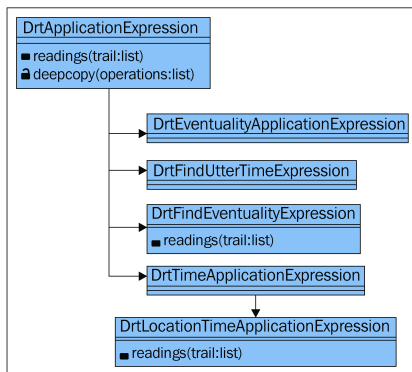 DrtApplicationExpression
readings(trail:list)
deepcopy(operations:list)
DrtEventualityApplicationExpression
DrtFindUtterTimeExpression
DrtFindEventualityExpression
readings(trail:list)
DrtTimeApplicationExpression
DrtLocationTimeApplicationExpression
readings(trail:list)